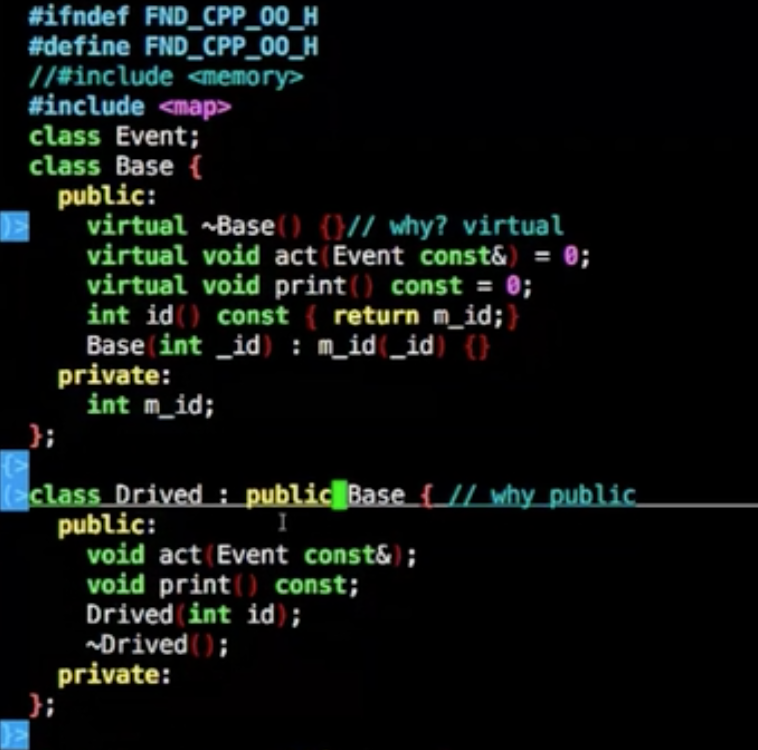 #ifndef FND_CPP_OO_H
#define FND_CPP_OO_H
//#include <memory>
#include <map>
class Event;
class Base {
public:
)> virtual ~Base() {}// why? virtual
virtual void act(Event const&) = 0;
virtual void print() const = 0;
int id() const { return m_id;}
Base(int _id) : m_id(_id) {}
private:
int m_id;
};
{>
(>class Drived : public Base { // why public
public:
void act(Event const&);
void print() const;
Drived(int id);
~Drived();
private:
};
}>